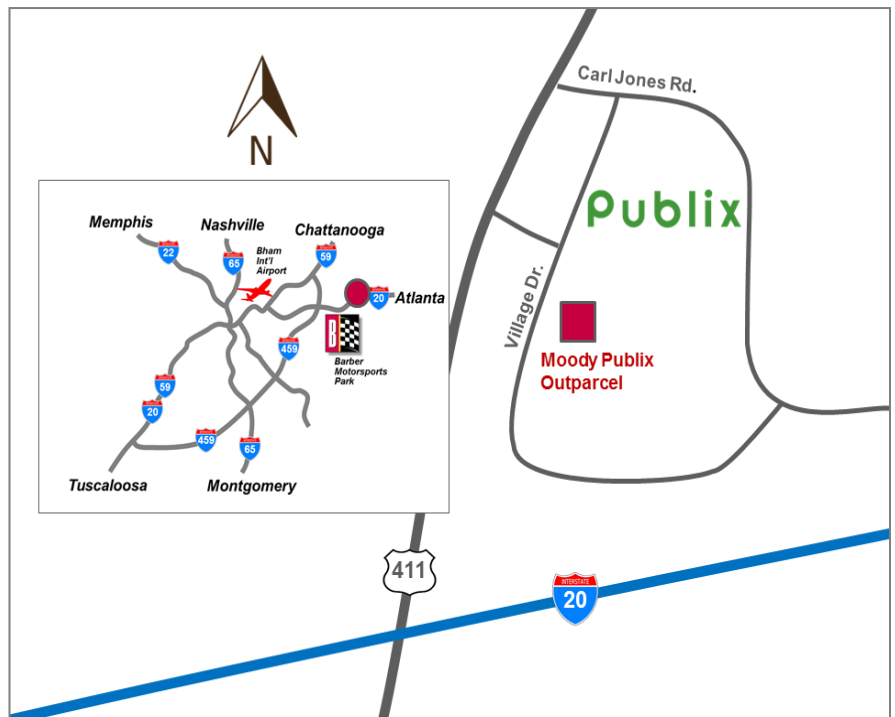 Carl Jones Rd.
N
Publix
Village Dr.
Moody Publix
Outparcel
Memphis
Nashville
Chattanooga
Bham
Int'l
Airport
22
65
59
20
Atlanta
B
459
Barber
Motorsports
Park
59
20
459
65
Tuscaloosa
Montgomery
411
INTERSTATE
20